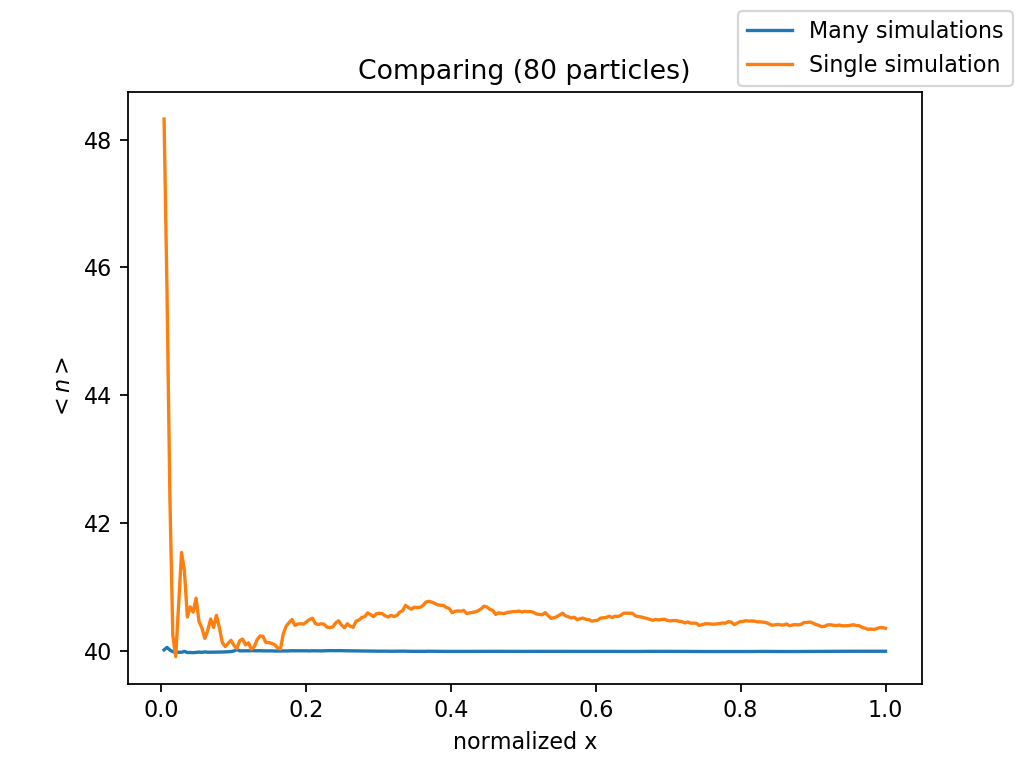 Many simulations
Single simulation
Comparing (80 particles)
48
46
44
42
40
< n >
0.0 0.2 0.4 0.6 0.8 1.0
normalized x